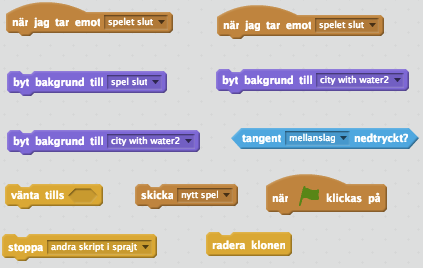 när jag tar emot spelet slut
när jag tar emot spelet slut
byt bakgrund till spel slut
byt bakgrund till city with water2
byt bakgrund till city with water2
tangent mellanslag nedtryckt?
vänta tills
skicka nytt spel
när klickas på
stoppa andra skript i sprajt
radera klonen